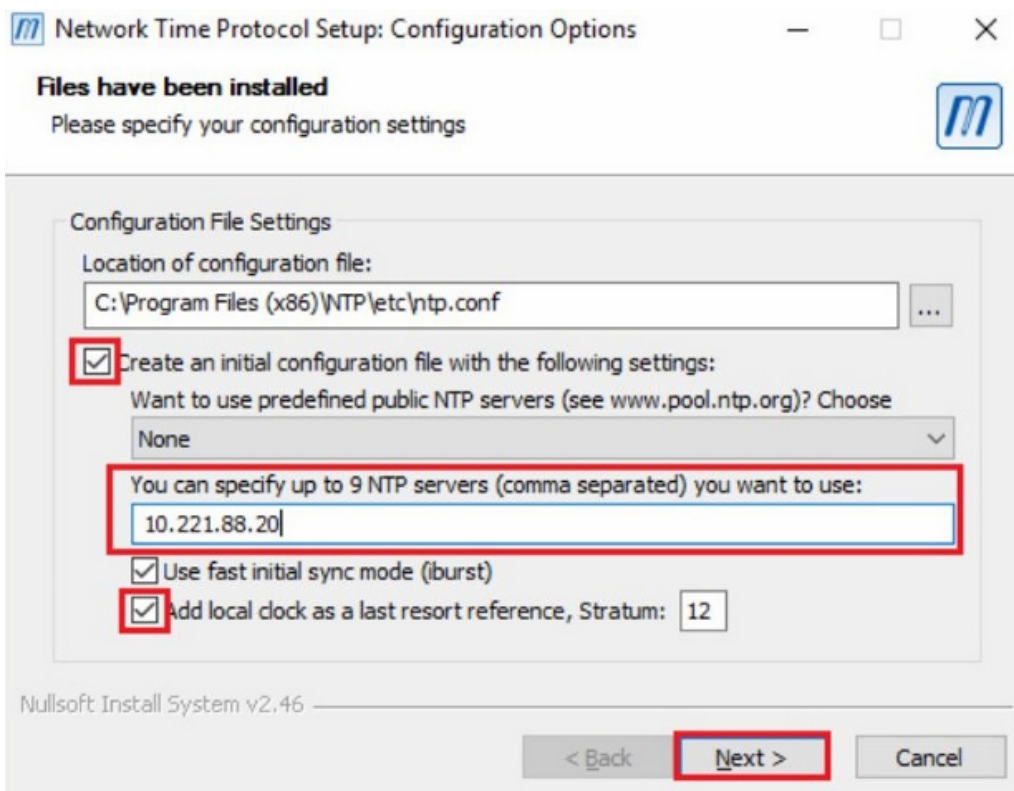 Network Time Protocol Setup: Configuration Options
Files have been installed
Please specify your configuration settings
Configuration File Settings
Location of configuration file:
C:\Program Files (x86)\NTP\etc\ntp.conf
...
Create an initial configuration file with the following settings:
Want to use predefined public NTP servers (see www.pool.ntp.org)? Choose
None
You can specify up to 9 NTP servers (comma separated) you want to use:
10.221.88.20
Use fast initial sync mode (iburst)
Add local clock as a last resort reference, Stratum: 12
Nullsoft Install System v2.46
< Back Next > Cancel